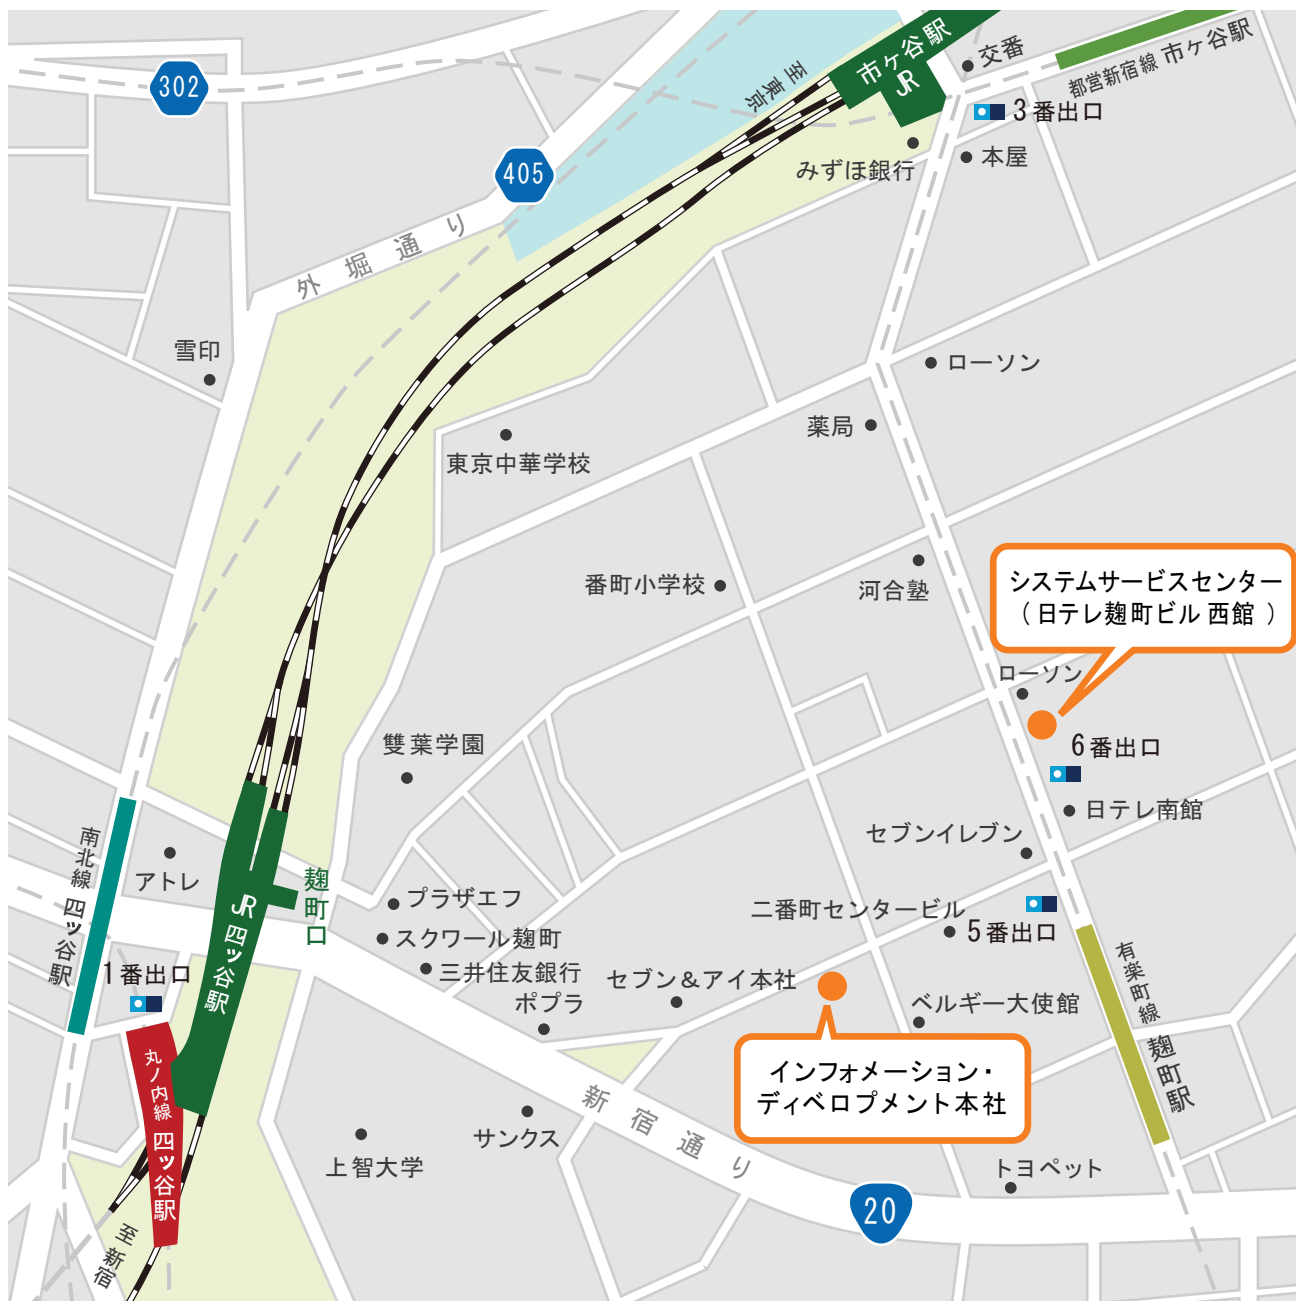 302
405
至東京
市ヶ谷駅
JR
交番
都営新宿線 市ヶ谷駅
3番出口
みずほ銀行
本屋
外堀通り
雪印
ローソン
薬局
東京中華学校
番町小学校
河合塾
システムサービスセンター
（日テレ麹町ビル 西館 ）
ローソン
6番出口
日テレ南館
雙葉学園
セブンイレブン
南北線 四ッ谷駅
アトレ
麹町口
JR 四ッ谷駅
プラザエフ
スクワール麹町
三井住友銀行
ポプラ
二番町センタービル
5番出口
1番出口
セブン&アイ本社
ベルギー大使館
有楽町線 麹町駅
インフォメーション・
ディベロプメント本社
丸ノ内線 四ッ谷駅
新宿通り
サンクス
上智大学
トヨペット
20
至新宿